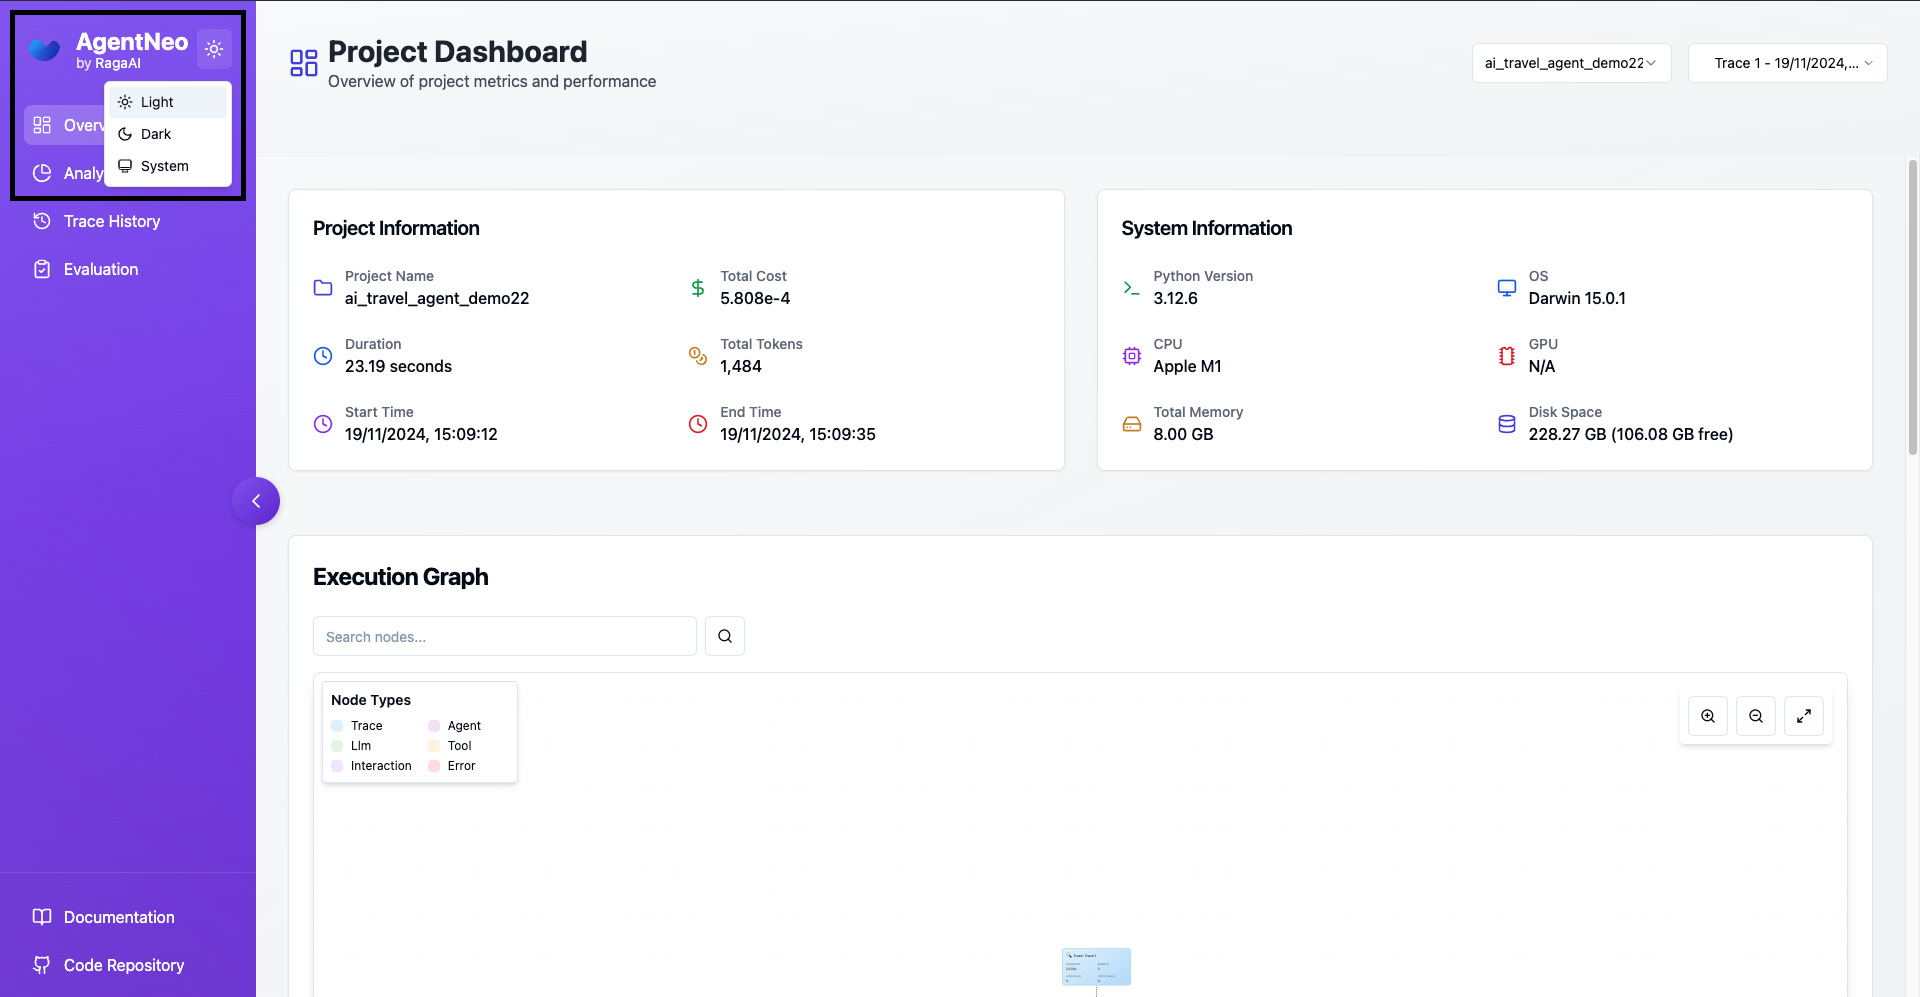 AgentNeo
by RagaAI
Light
Dark
System
Overv
Analy
Trace History
Evaluation
Documentation
Code Repository
Project Dashboard
Overview of project metrics and performance
ai_travel_agent_demo22
Trace 1 - 19/11/2024,...
Project Information
Project Name
ai_travel_agent_demo22
Total Cost
5.808e-4
Duration
23.19 seconds
Total Tokens
1,484
Start Time
19/11/2024, 15:09:12
End Time
19/11/2024, 15:09:35
System Information
Python Version
3.12.6
OS
Darwin 15.0.1
CPU
Apple M1
GPU
N/A
Total Memory
8.00 GB
Disk Space
228.27 GB (106.08 GB free)
Execution Graph
Search nodes...
Node Types
Trace
Agent
Llm
Tool
Interaction
Error